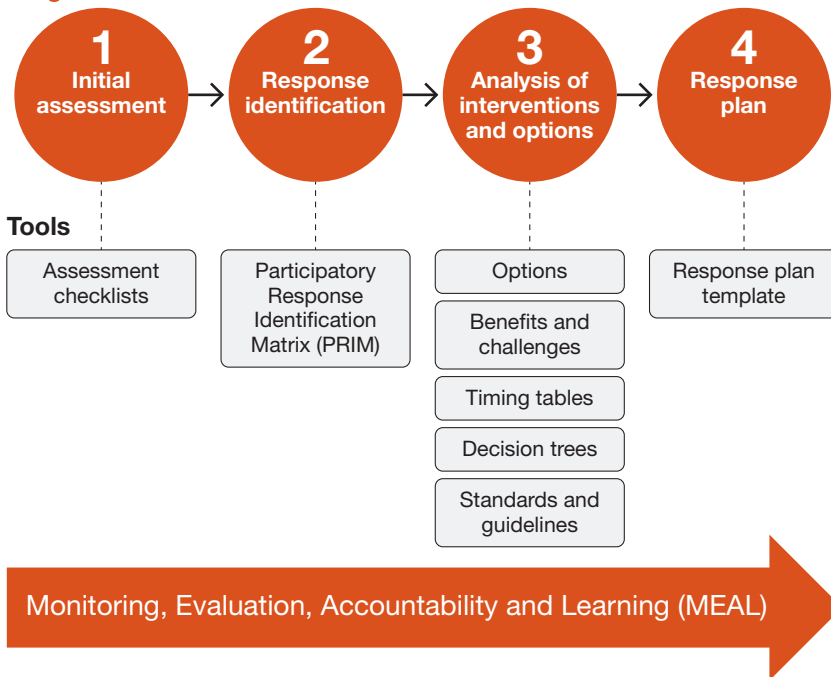 1
Initial
assessment
2
Response
identification
3
Analysis of
interventions
and options
4
Response
plan
Tools
Assessment
checklists
Participatory
Response
Identification
Matrix (PRIM)
Options
Benefits and
challenges
Timing tables
Decision trees
Standards and
guidelines
Response plan
template
Monitoring, Evaluation, Accountability and Learning (MEAL)